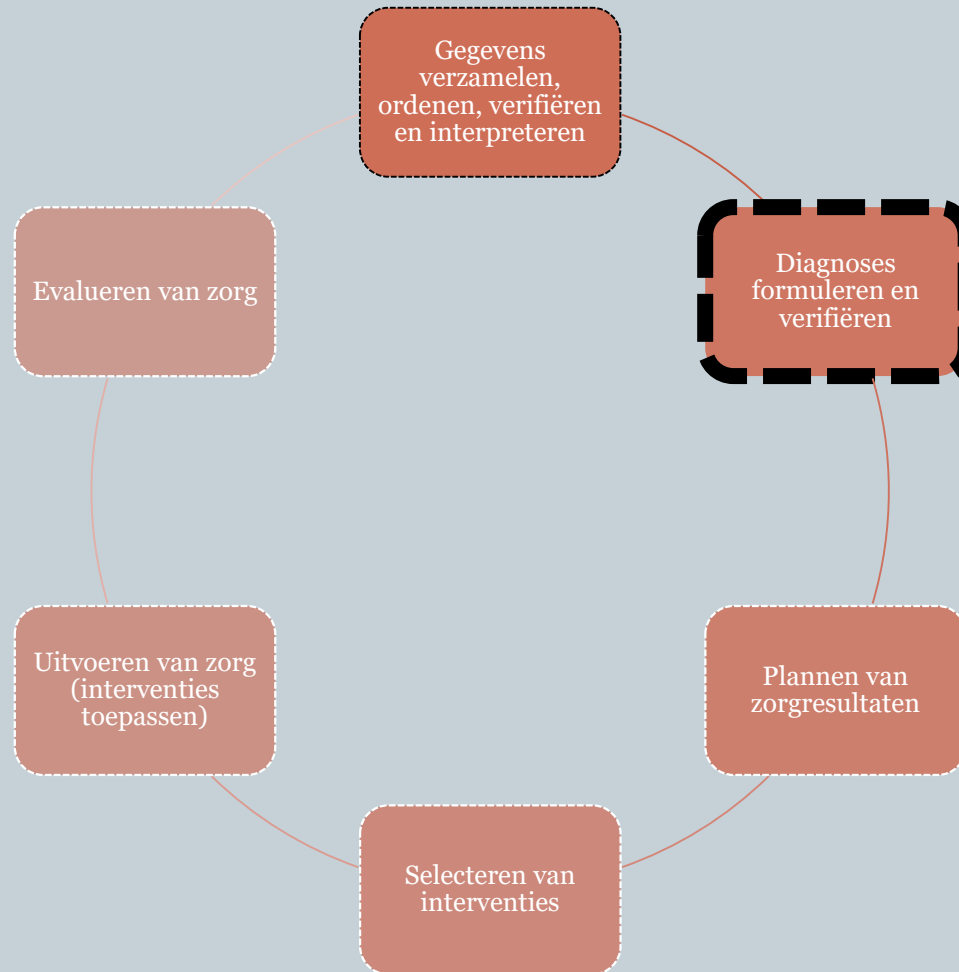 Gegevens
verzamelen,
ordenen, verifiëren
en interpreteren
Diagnoses
formuleren en
verifiëren
Plannen van
zorgresultaten
Selecteren van
interventies
Uitvoeren van zorg
(interventies
toepassen)
Evalueren van zorg